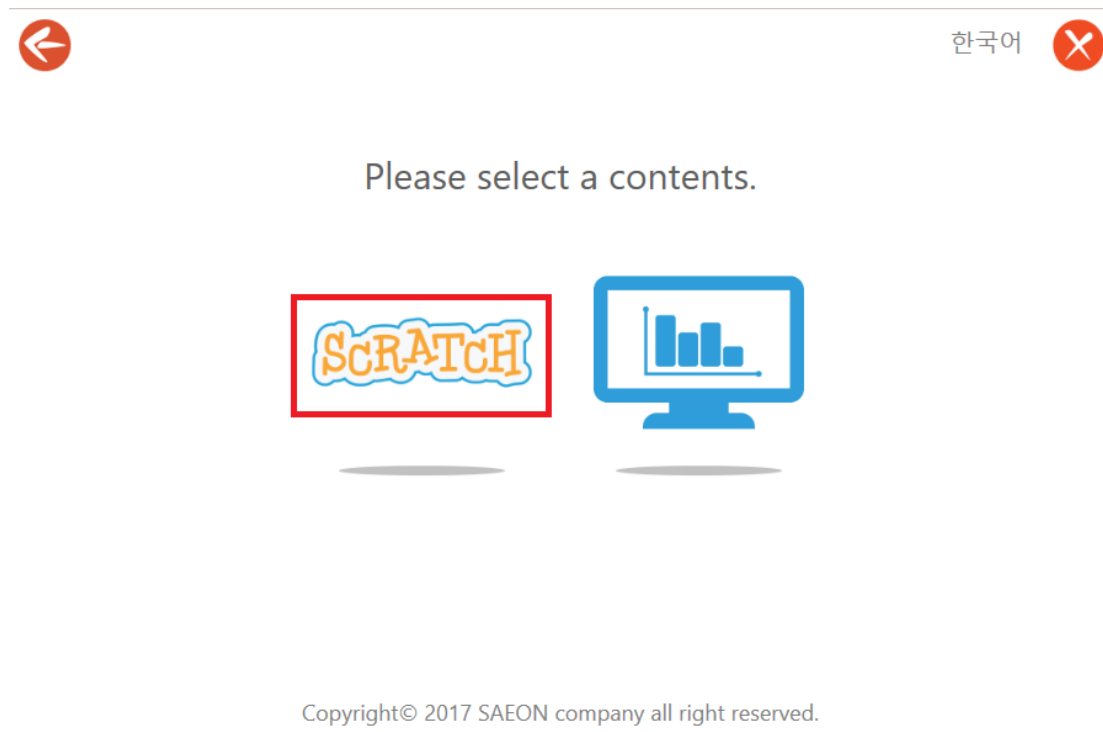 한국어
Please select a contents.
SCRATCH
Copyright© 2017 SAEON company all right reserved.